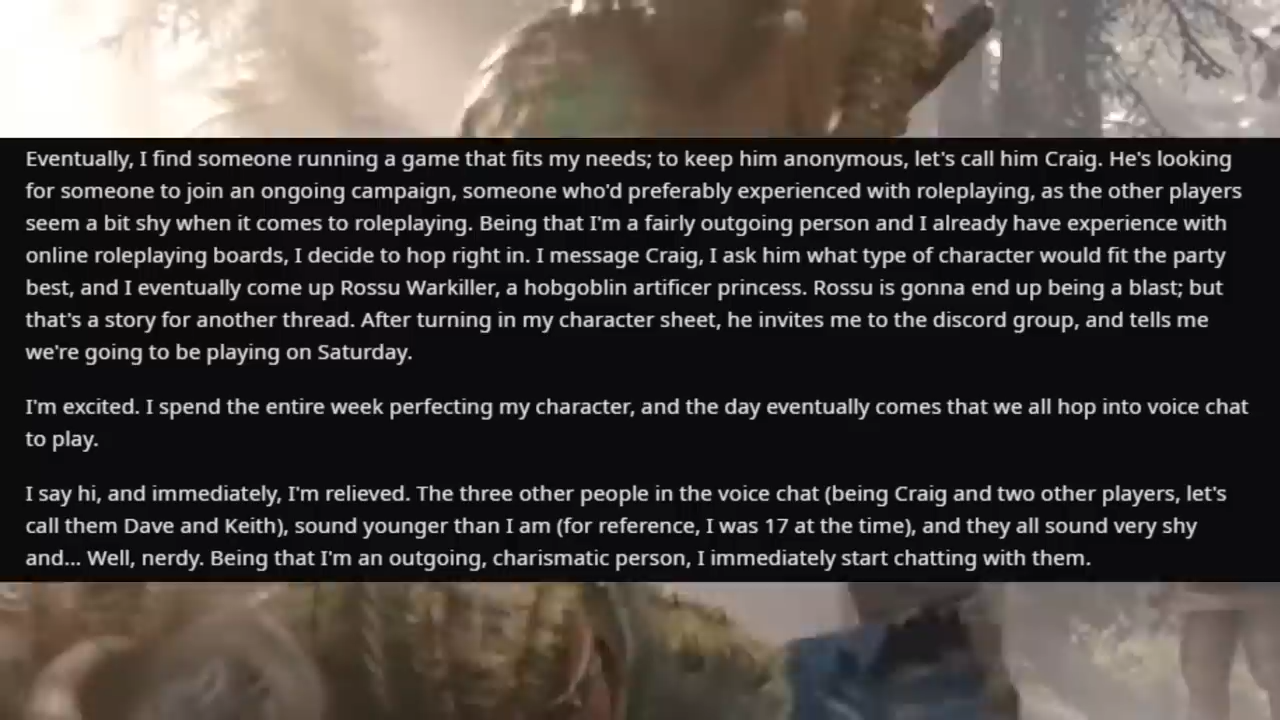 Eventually, I find someone running a game that fits my needs; to keep him anonymous, let's call him Craig. He's looking
for someone to join an ongoing campaign, someone who'd preferably experienced with roleplaying, as the other players
seem a bit shy when it comes to roleplaying. Being that I'm a fairly outgoing person and I already have experience with
online roleplaying boards, I decide to hop right in. I message Craig, I ask him what type of character would fit the party
best, and I eventually come up Rossu Warkiller, a hobgoblin artificer princess. Rossu is gonna end up being a blast; but
that's a story for another thread. After turning in my character sheet, he invites me to the discord group, and tells me
we're going to be playing on Saturday.
I'm excited. I spend the entire week perfecting my character, and the day eventually comes that we all hop into voice chat
to play.
I say hi, and immediately, I'm relieved. The three other people in the voice chat (being Craig and two other players, let's
call them Dave and Keith), sound younger than I am (for reference, I was 17 at the time), and they all sound very shy
and... Well, nerdy. Being that I'm an outgoing, charismatic person, I immediately start chatting with them.